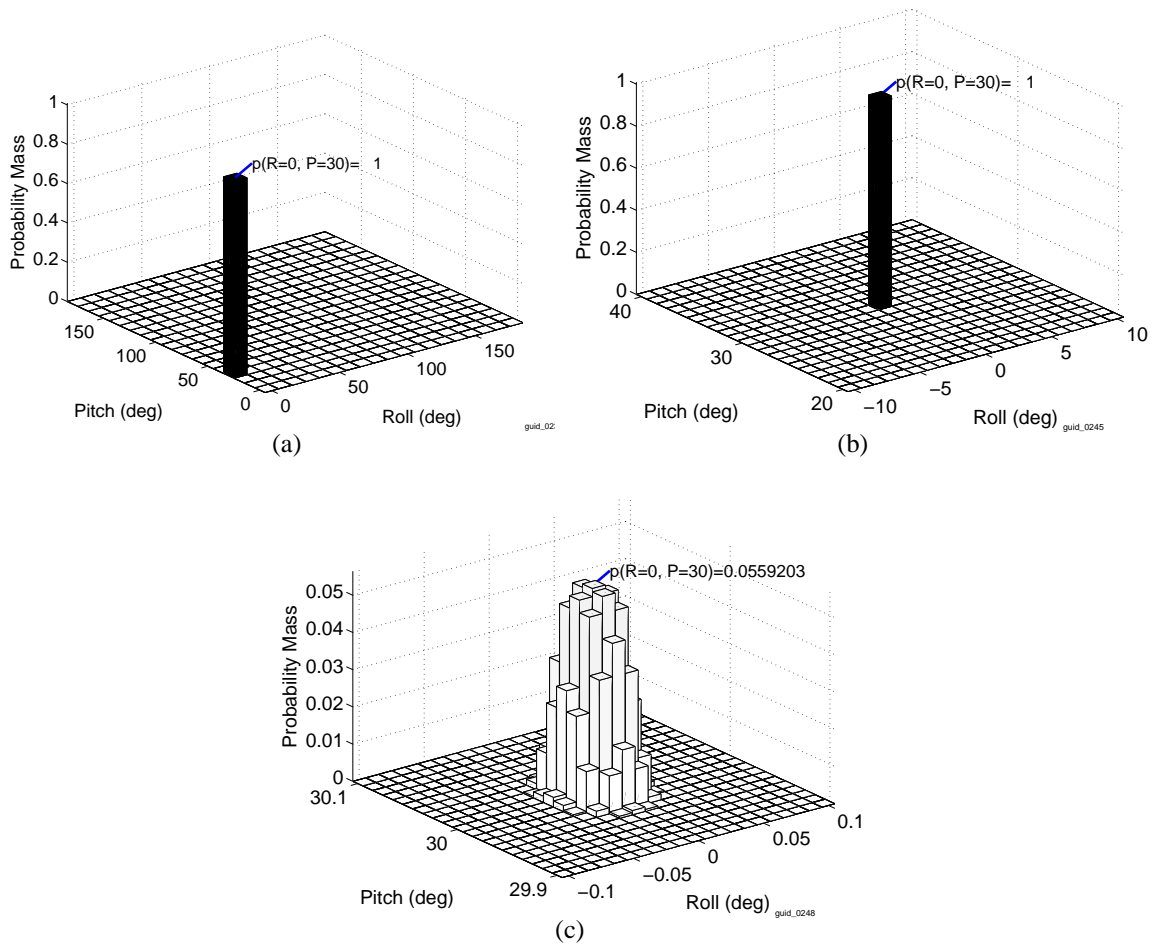 p(R=0, P=30)= 1
1
0.8
0.6
0.4
0.2
0
Probability Mass
150
100
50
0
Pitch (deg)
0
50
100
150
Roll (deg)
(a)
p(R=0, P=30)= 1
1
0.8
0.6
0.4
0.2
0
Probability Mass
40
30
20
Pitch (deg)
−10
−5
0
5
10
Roll (deg)
guid_0245
(b)
p(R=0, P=30)=0.0559203
0.05
0.04
0.03
0.02
0.01
0
Probability Mass
30.1
30
29.9
Pitch (deg)
−0.1
−0.05
0
0.05
0.1
Roll (deg)
guid_0248
(c)